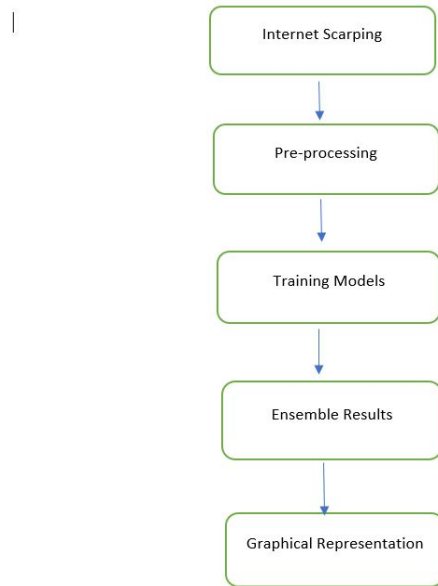 Internet Scarping
Pre-processing
Training Models
Ensemble Results
Graphical Representation